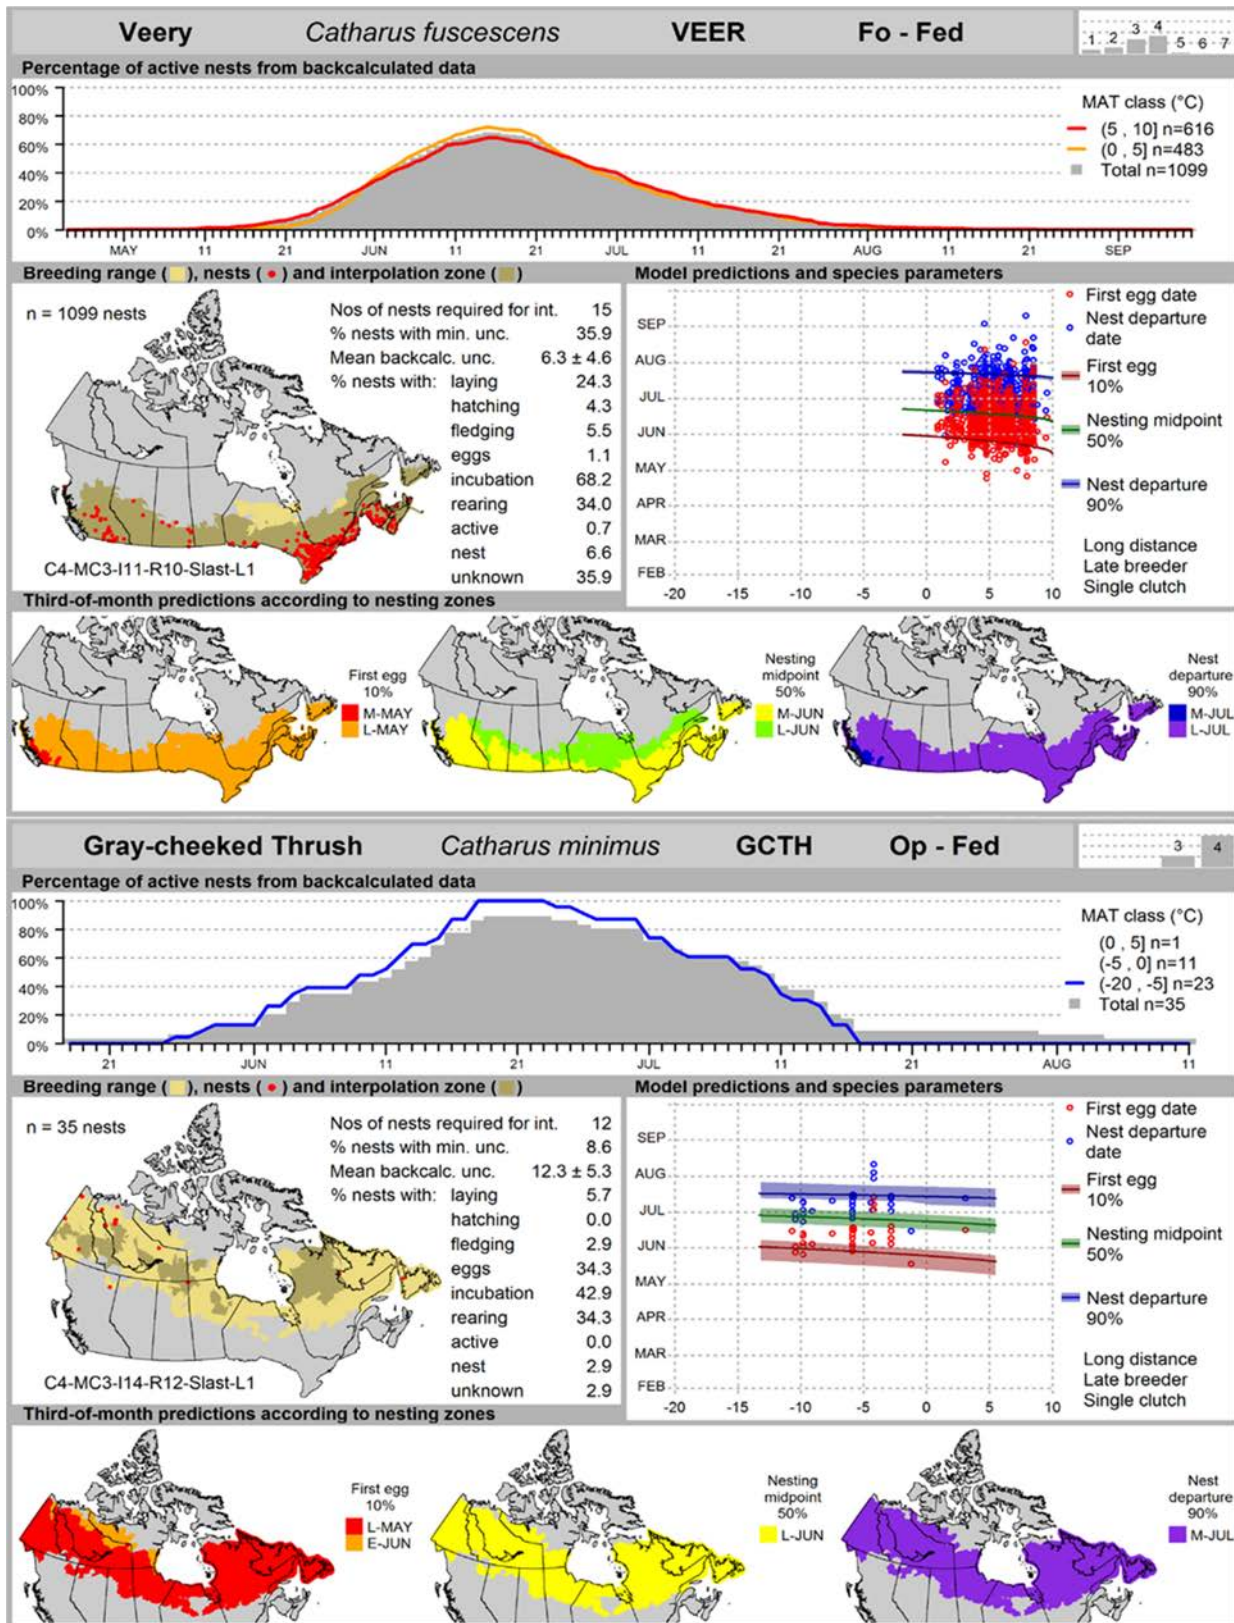 Veery Catharus fuscescens VEER Fo - Fed
1 2 3 4 5 6 7
Percentage of active nests from backcalculated data
100%
80%
60%
40%
20%
0%
MAY 11 21 JUN 11 21 JUL 11 21 AUG 11 21 SEP
MAT class (°C)
(5 , 10] n=616
(0 , 5] n=483
Total n=1099
Breeding range ( ), nests ( ) and interpolation zone ( )
n = 1099 nests
Nos of nests required for int. 15
% nests with min. unc. 35.9
Mean backcalc. unc. 6.3 ± 4.6
% nests with: laying 24.3
hatching 4.3
fledging 5.5
eggs 1.1
incubation 68.2
rearing 34.0
active 0.7
nest 6.6
unknown 35.9
C4-MC3-I11-R10-Slast-L1
Model predictions and species parameters
SEP
AUG
JUL
JUN
MAY
APR
MAR
FEB
-20 -15 -10 -5 0 5 10
First egg date
Nest departure
date
First egg
10%
Nesting midpoint
50%
Nest departure
90%
Long distance
Late breeder
Single clutch
Third-of-month predictions according to nesting zones
First egg
10%
M-MAY
L-MAY
Nesting
midpoint
50%
M-JUN
L-JUN
Nest
departure
90%
M-JUL
L-JUL
Gray-cheeked Thrush Catharus minimus GCTH Op - Fed
3 4
Percentage of active nests from backcalculated data
100%
80%
60%
40%
20%
0%
21 JUN 11 21 JUL 11 21 AUG 11
MAT class (°C)
(0 , 5] n=1
(-5 , 0] n=11
(-20 , -5] n=23
Total n=35
Breeding range ( ), nests ( ) and interpolation zone ( )
n = 35 nests
Nos of nests required for int. 12
% nests with min. unc. 8.6
Mean backcalc. unc. 12.3 ± 5.3
% nests with: laying 5.7
hatching 0.0
fledging 2.9
eggs 34.3
incubation 42.9
rearing 34.3
active 0.0
nest 2.9
unknown 2.9
C4-MC3-I14-R12-Slast-L1
Model predictions and species parameters
SEP
AUG
JUL
JUN
MAY
APR
MAR
FEB
-20 -15 -10 -5 0 5 10
First egg date
Nest departure
date
First egg
10%
Nesting midpoint
50%
Nest departure
90%
Long distance
Late breeder
Single clutch
Third-of-month predictions according to nesting zones
First egg
10%
L-MAY
E-JUN
Nesting
midpoint
50%
L-JUN
Nest
departure
90%
M-JUL